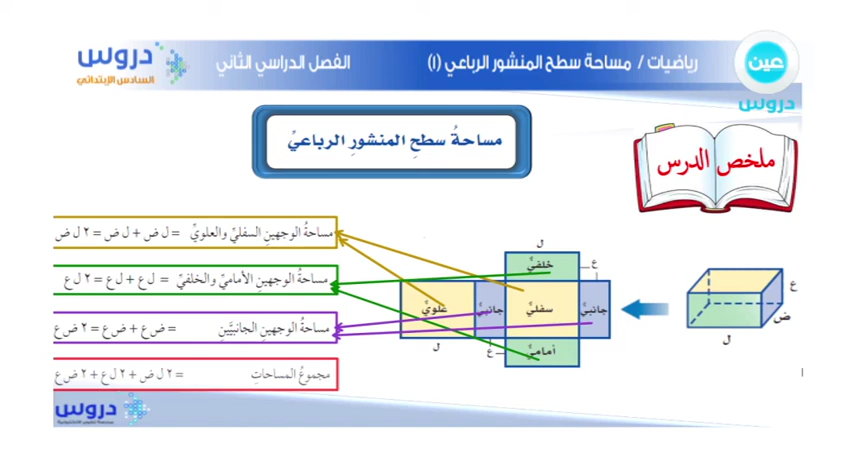 عين
دروس
رياضيات / مساحة سطح المنشور الرباعي (١)
الفصل الدراسي الثاني
دروس
السادس الإبتدائي
مساحةُ سطحِ المنشورِ الرباعيِّ
ملخص الدرس
مساحةُ الوجهينِ السفليِّ والعلويِّ = ل ض + ل ض = ٢ ل ض
مساحةُ الوجهينِ الأماميِّ والخلفيِّ = ل ع + ل ع = ٢ ل ع
مساحةُ الوجهينِ الجانبيَّينِ = ض ع + ض ع = ٢ ض ع
مجموعُ المساحاتِ = ٢ ل ض + ٢ ل ع + ٢ ض ع
ل
خلفيٌّ
ع
جانبيٌّ
سفليٌّ
جانبيٌّ
علويٌّ
ل
ع
أماميٌّ
ع
ض
ل
دروس